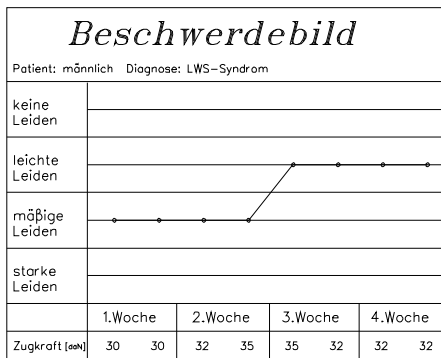 Beschwerdebild
Patient: männlich Diagnose: LWS-Syndrom
keine
Leiden
leichte
Leiden
mäßige
Leiden
starke
Leiden
1.Woche 2.Woche 3.Woche 4.Woche
Zugkraft [daN] 30 30 32 35 35 32 32 32